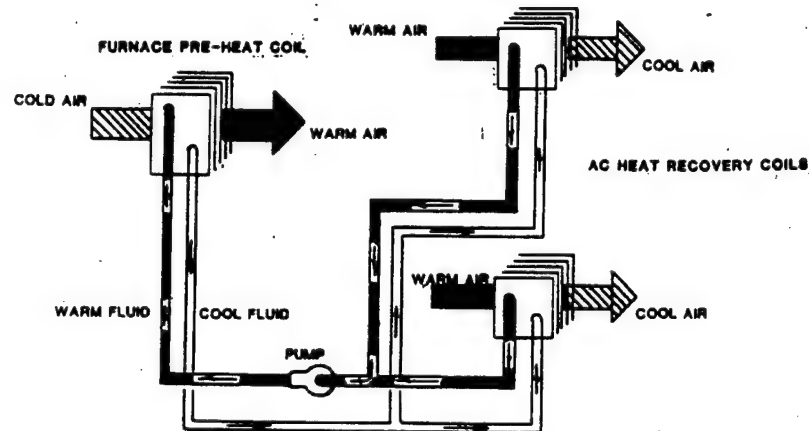 WARM AIR
FURNACE PRE-HEAT COIL
COOL AIR
COLD AIR
WARM AIR
AC HEAT RECOVERY COILS
WARM AIR
WARM FLUID
COOL FLUID
COOL AIR
PUMP